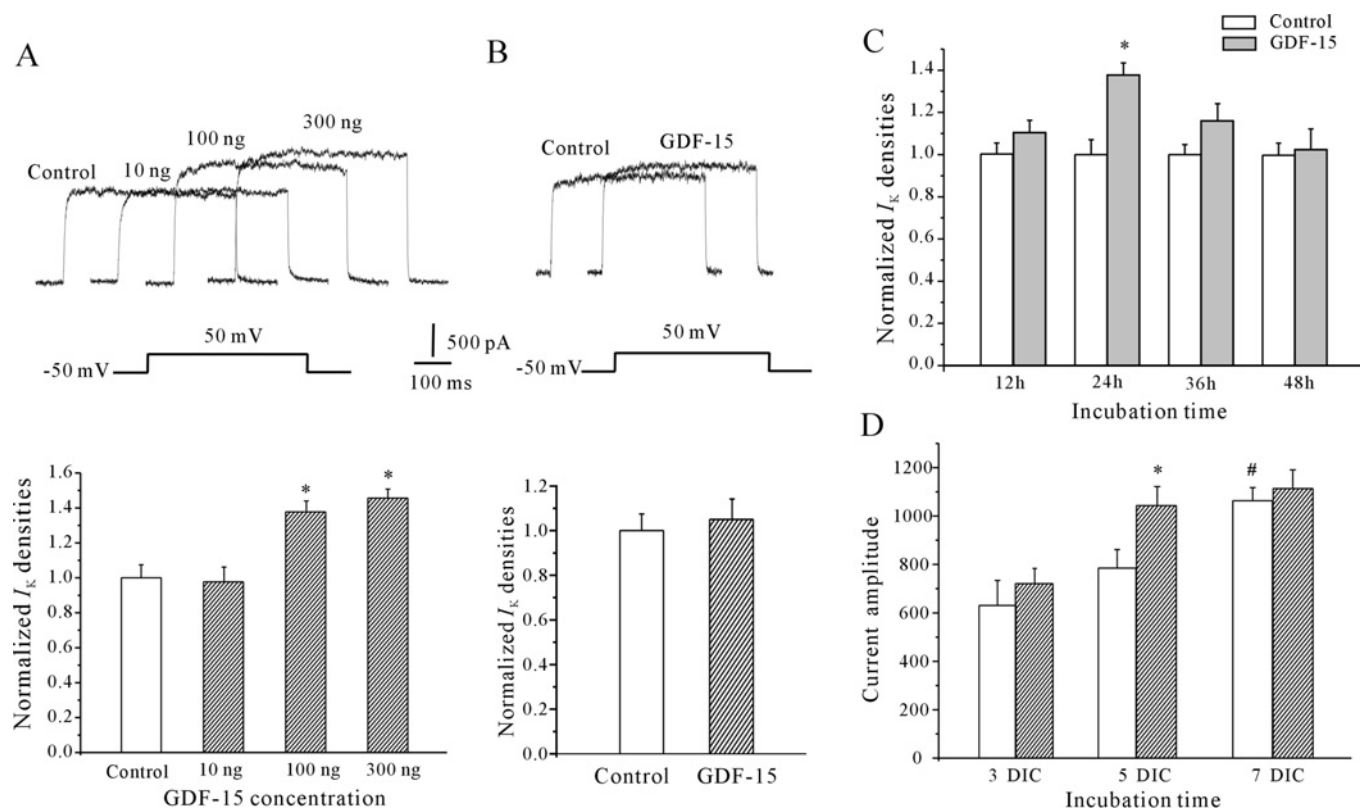 A
Control
10 ng
100 ng
300 ng
50 mV
-50 mV
500 pA
100 ms
Normalized IK densities
1.6
1.4
1.2
1.0
0.8
0.6
0.4
0.2
0.0
Control
10 ng
100 ng
300 ng
*
*
GDF-15 concentration
B
Control
GDF-15
50 mV
-50 mV
Normalized IK densities
1.2
1.0
0.8
0.6
0.4
0.2
0.0
Control
GDF-15
C
Control
GDF-15
Normalized IK densities
1.4
1.2
1.0
0.8
0.6
0.4
0.2
0.0
*
12h
24h
36h
48h
Incubation time
D
Current amplitude
1200
1000
800
600
400
200
0
*
#
3 DIC
5 DIC
7 DIC
Incubation time